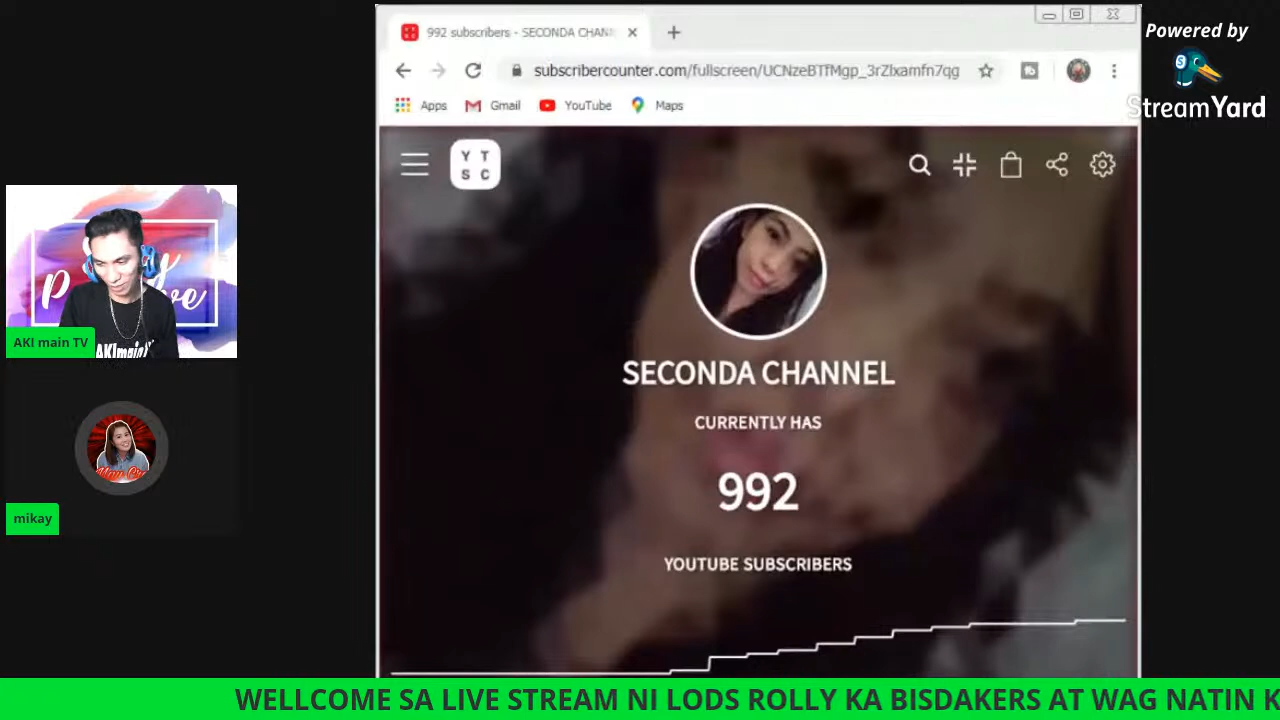 992 subscribers - SECONDA CHAN
subscribercounter.com/fullscreen/UCNzeBTfMgp_3rZlxamfn7qg
Apps
Gmail
YouTube
Maps
Powered by
StreamYard
Y T
S C
SECONDA CHANNEL
CURRENTLY HAS
992
YOUTUBE SUBSCRIBERS
AKI main TV
mikay
WELLCOME SA LIVE STREAM NI LODS ROLLY KA BISDAKERS AT WAG NATIN K